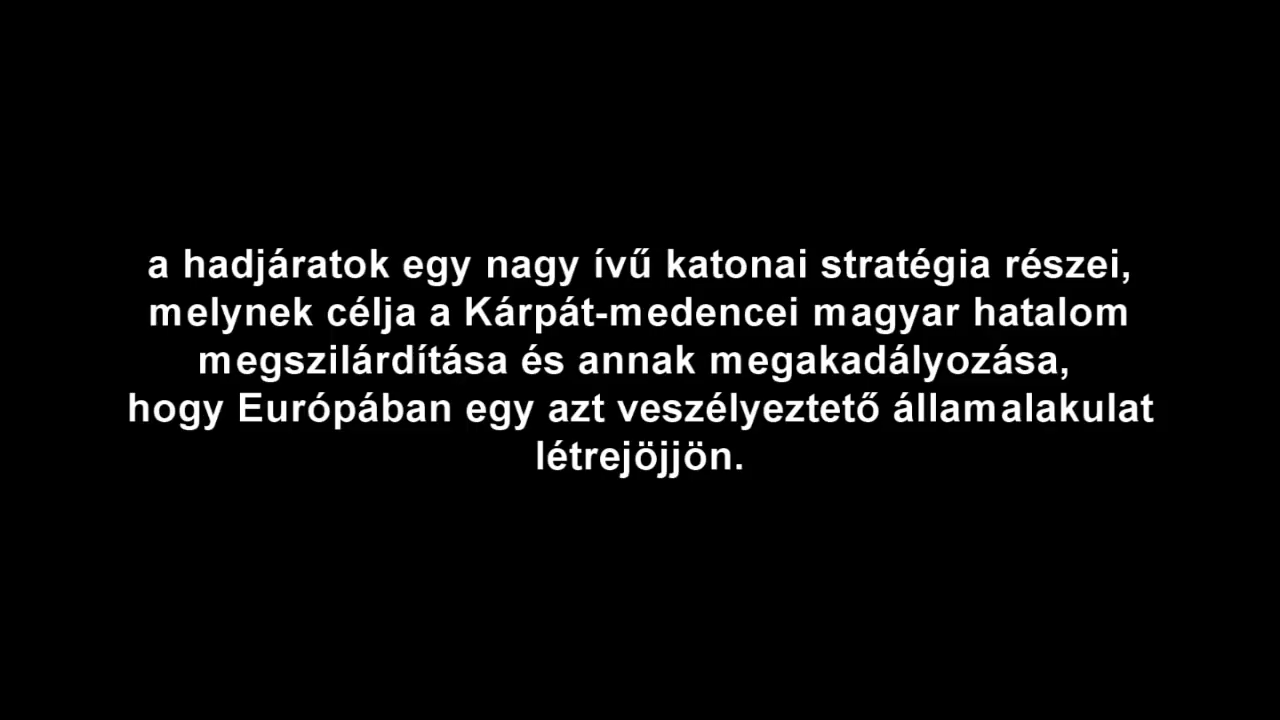 a hadjáratok egy nagy ívű katonai stratégia részei,
melynek célja a Kárpát-medencei magyar hatalom
megszilárdítása és annak megakadályozása,
hogy Európában egy azt veszélyeztető államalakulat
létrejöjjön.